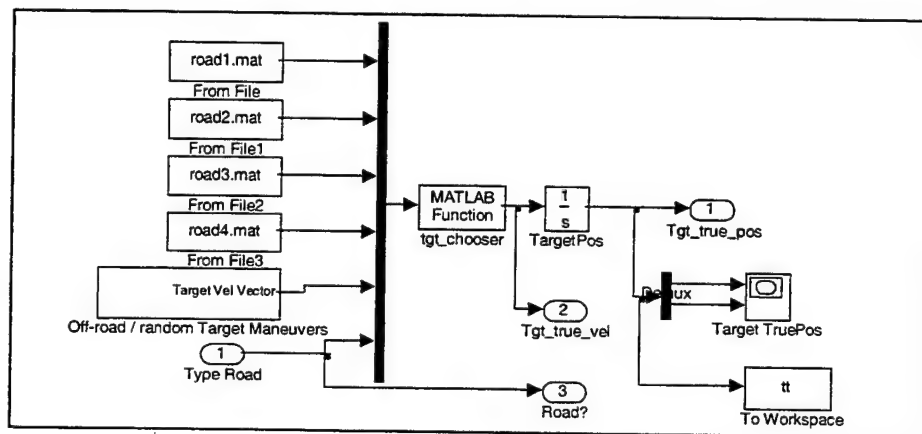 road1.mat
From File
road2.mat
From File1
road3.mat
From File2
road4.mat
From File3
Target Vel Vector
Off-road / random Target Maneuvers
1
Type Road
MATLAB
Function
tgt_chooser
1
s
TargetPos
1
Tgt_true_pos
2
Tgt_true_vel
3
Road?
Demux
Target TruePos
tt
To Workspace